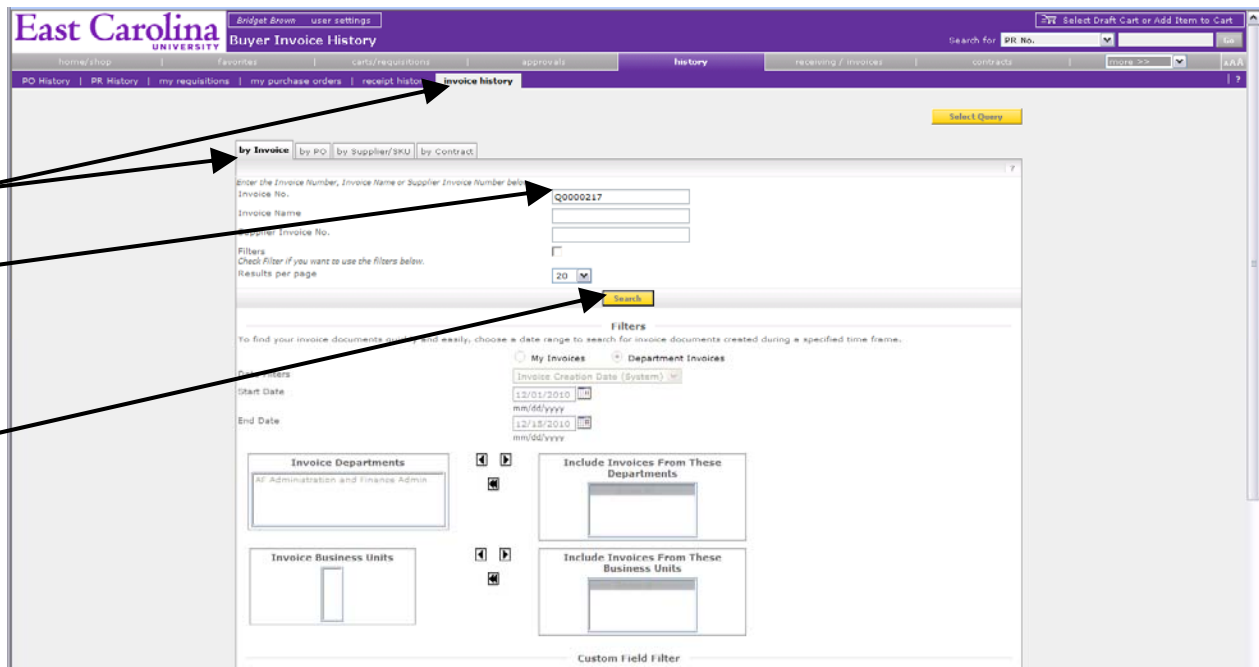 East Carolina
UNIVERSITY
Bridget Brown user settings
Select Draft Cart or Add Item to Cart
Buyer Invoice History
Search for PR No. Go
home/shop | favorites | carts/requisitions | approvals history receiving / invoices | contracts | more >>
PO History | PR History | my requisitions | my purchase orders | receipt history invoice history | ?
Select Query
by Invoice by PO by Supplier/SKU by Contract
?
Enter the Invoice Number, Invoice Name or Supplier Invoice Number below
Invoice No. Q0000217
Invoice Name
Supplier Invoice No.
Filters
Check Filter if you want to use the filters below.
Results per page 20
Search
Filters
To find your invoice documents quickly and easily, choose a date range to search for invoice documents created during a specified time frame.
My Invoices Department Invoices
Date Filters Invoice Creation Date (System)
Start Date 12/01/2010
mm/dd/yyyy
End Date 12/15/2010
mm/dd/yyyy
Invoice Departments
AF Administration and Finance Admin
Include Invoices From These
Departments
Invoice Business Units
Include Invoices From These
Business Units
Custom Field Filter